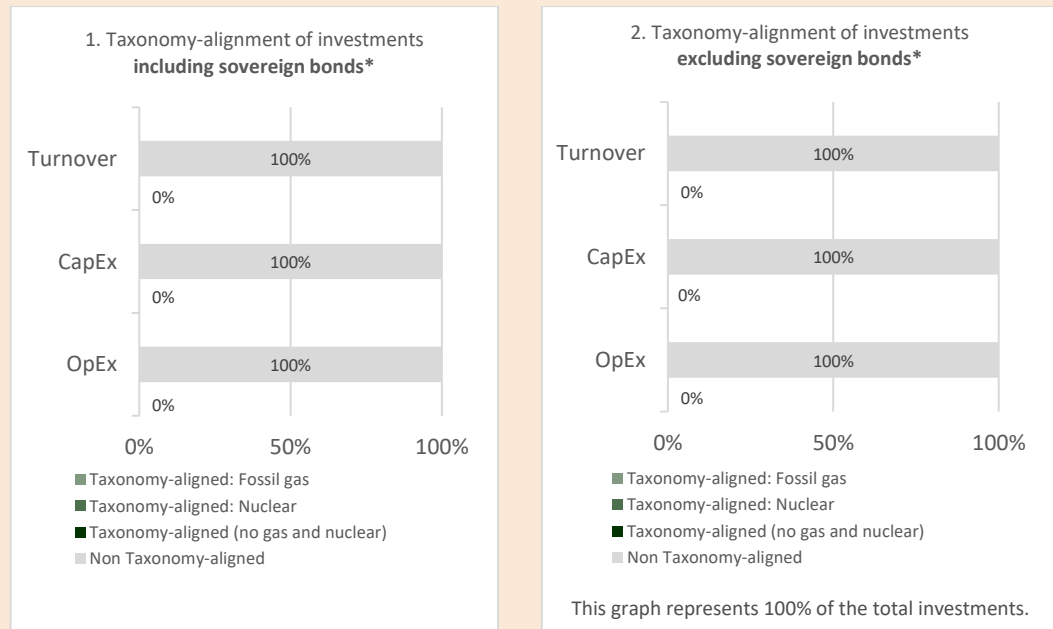 1. Taxonomy-alignment of investments
including sovereign bonds*
Turnover
100%
0%
CapEx
100%
0%
OpEx
100%
0%
0%
50%
100%
Taxonomy-aligned: Fossil gas
Taxonomy-aligned: Nuclear
Taxonomy-aligned (no gas and nuclear)
Non Taxonomy-aligned
2. Taxonomy-alignment of investments
excluding sovereign bonds*
Turnover
100%
0%
CapEx
100%
0%
OpEx
100%
0%
0%
50%
100%
Taxonomy-aligned: Fossil gas
Taxonomy-aligned: Nuclear
Taxonomy-aligned (no gas and nuclear)
Non Taxonomy-aligned
This graph represents 100% of the total investments.